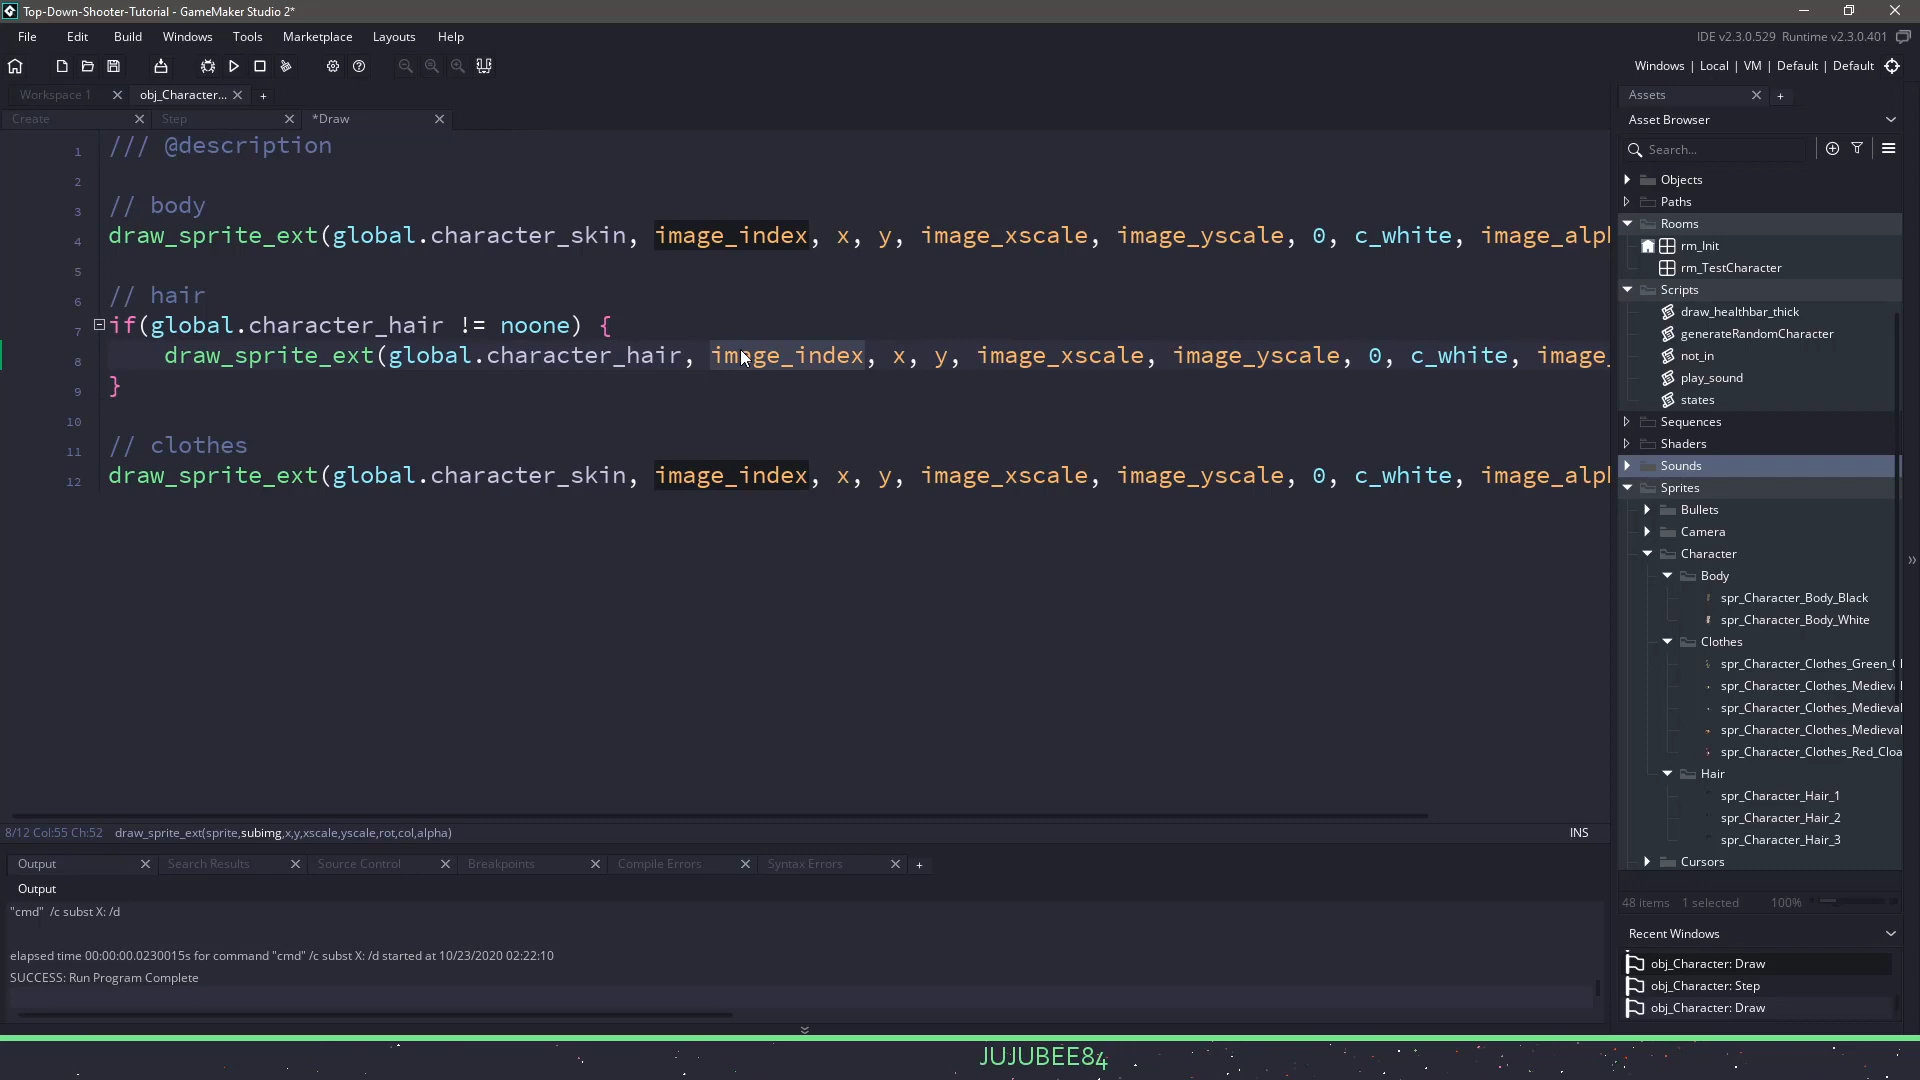 Top-Down-Shooter-Tutorial - GameMaker Studio 2*
File Edit Build Windows Tools Marketplace Layouts Help
IDE v2.3.0.529 Runtime v2.3.0.401
Windows | Local | VM | Default | Default
Workspace 1
obj_Character...
Create
Step
*Draw
1 /// @description
2
3 // body
4 draw_sprite_ext(global.character_skin, image_index, x, y, image_xscale, image_yscale, 0, c_white, image_alph
5
6 // hair
7 if(global.character_hair != noone) {
8 draw_sprite_ext(global.character_hair, image_index, x, y, image_xscale, image_yscale, 0, c_white, image_
9 }
10
11 // clothes
12 draw_sprite_ext(global.character_skin, image_index, x, y, image_xscale, image_yscale, 0, c_white, image_alph
8/12 Col:55 Ch:52 draw_sprite_ext(sprite,subimg,x,y,xscale,yscale,rot,col,alpha)
INS
Output
Search Results
Source Control
Breakpoints
Compile Errors
Syntax Errors
Output
"cmd" /c subst X: /d
elapsed time 00:00:00.0230015s for command "cmd" /c subst X: /d started at 10/23/2020 02:22:10
SUCCESS: Run Program Complete
Assets
Asset Browser
Search...
Objects
Paths
Rooms
rm_Init
rm_TestCharacter
Scripts
draw_healthbar_thick
generateRandomCharacter
not_in
play_sound
states
Sequences
Shaders
Sounds
Sprites
Bullets
Camera
Character
Body
spr_Character_Body_Black
spr_Character_Body_White
Clothes
spr_Character_Clothes_Green_Cl
spr_Character_Clothes_Medieval
spr_Character_Clothes_Medieval
spr_Character_Clothes_Medieval
spr_Character_Clothes_Red_Cloa
Hair
spr_Character_Hair_1
spr_Character_Hair_2
spr_Character_Hair_3
Cursors
48 items 1 selected 100%
Recent Windows
obj_Character: Draw
obj_Character: Step
obj_Character: Draw
JUJUBEE84